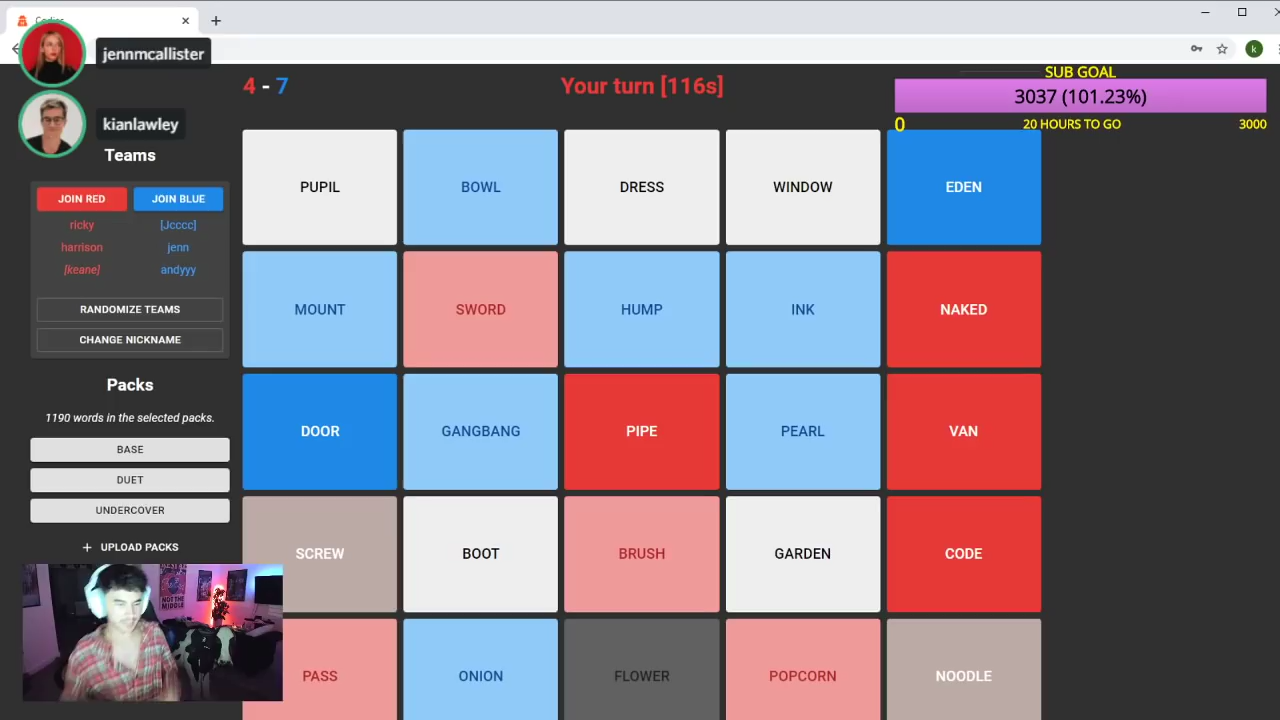 jennmcallister
kianlawley
4 - 7
Your turn [116s]
SUB GOAL
3037 (101.23%)
0
20 HOURS TO GO
3000
k
Teams
JOIN RED
JOIN BLUE
ricky
[Jcccc]
harrison
jenn
[keane]
andyyy
RANDOMIZE TEAMS
CHANGE NICKNAME
Packs
1190 words in the selected packs.
BASE
DUET
UNDERCOVER
+ UPLOAD PACKS
PUPIL
BOWL
DRESS
WINDOW
EDEN
MOUNT
SWORD
HUMP
INK
NAKED
DOOR
GANGBANG
PIPE
PEARL
VAN
SCREW
BOOT
BRUSH
GARDEN
CODE
PASS
ONION
FLOWER
POPCORN
NOODLE